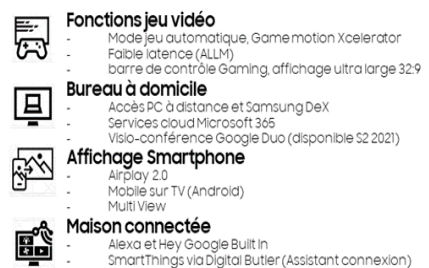 Fonctions jeu vidéo
- Mode jeu automatique, Game motion Xcelerator
- Faible latence (ALLM)
- barre de contrôle Gaming, affichage ultra large 32:9
Bureau à domicile
- Accès PC à distance et Samsung DeX
- Services cloud Microsoft 365
- Visio-conférence Google Duo (disponible S2 2021)
Affichage Smartphone
- Airplay 2.0
- Mobile sur TV (Android)
- Multi View
Maison connectée
- Alexa et Hey Google Built In
- SmartThings via Digital Butler (Assistant connexion)